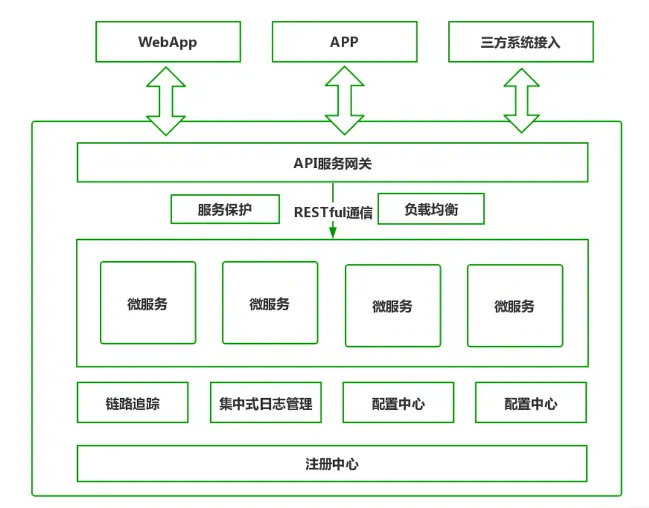 WebApp
APP
三方系统接入
API服务网关
服务保护
RESTful通信
负载均衡
微服务
微服务
微服务
微服务
链路追踪
集中式日志管理
配置中心
配置中心
注册中心